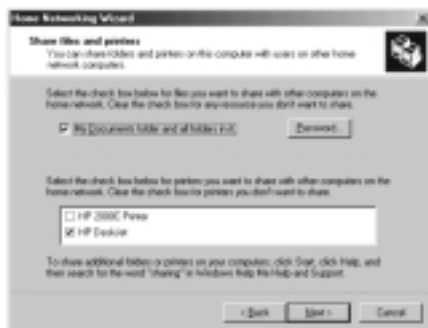 Home Networking Wizard
Share files and printers
You can share folders and printers on this computer with users on other home
network computers.
Select the check box below for files you want to share with other computers on the
home network. Clear the check box for any resource you don't want to share.
My Documents folder and all folders in it
Password...
Select the check box below for printers you want to share with other computers on the
home network. Clear the check box for printers you don't want to share.
HP 2000C Printer
HP DeskJet
To share additional folders or printers on your computers, click Start, click Help, and
then search for the word "sharing" in Windows Help and Support.
< Back
Next >
Cancel